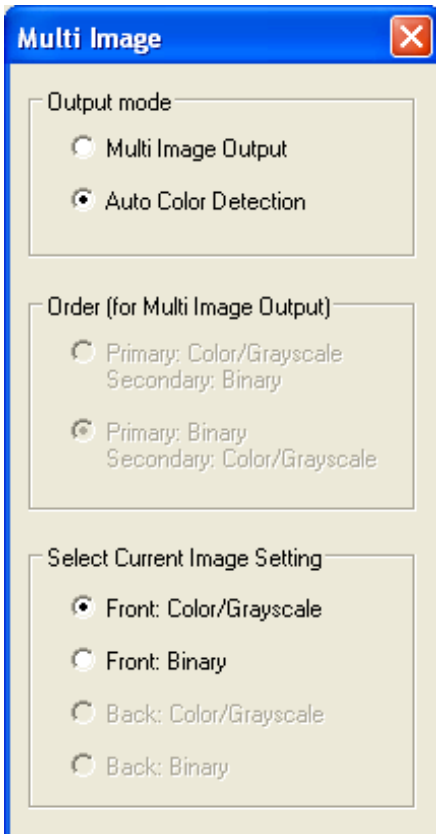 Multi Image
Output mode
Multi Image Output
Auto Color Detection
Order (for Multi Image Output)
Primary: Color/Grayscale
Secondary: Binary
Primary: Binary
Secondary: Color/Grayscale
Select Current Image Setting
Front: Color/Grayscale
Front: Binary
Back: Color/Grayscale
Back: Binary